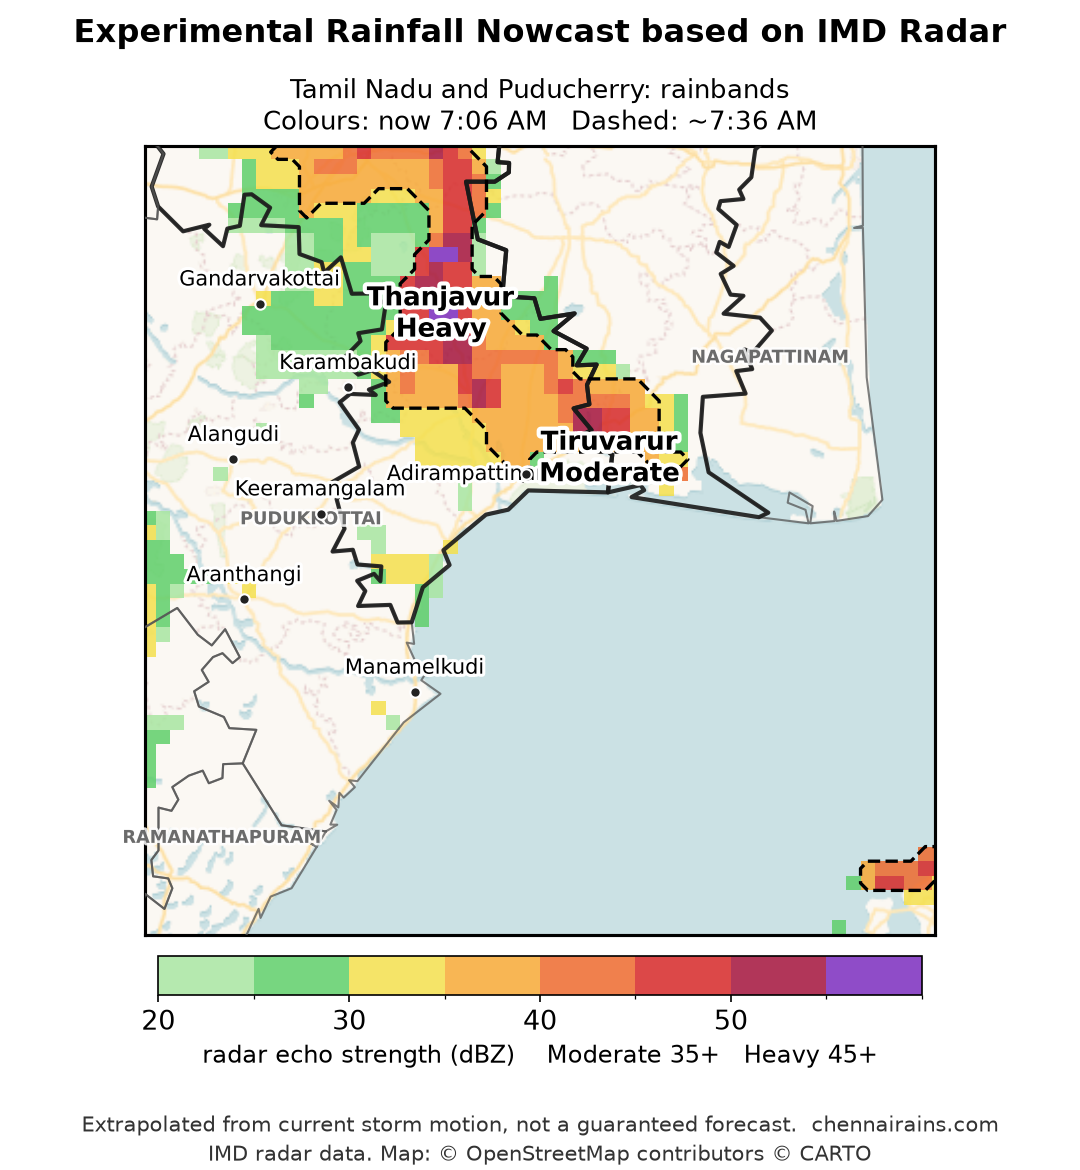 Experimental Rainfall Nowcast based on IMD Radar
Tamil Nadu and Puducherry: rainbands
Colours: now 7:06 AM   Dashed: ~7:36 AM
Gandarvakottai
Thanjavur
Heavy
Karambakudi
NAGAPATTINAM
Alangudi
Tiruvarur
Adirampattin
Moderate
Keeramangalam
PUDUKKOTTAI
Aranthangi
Manamelkudi
RAMANATHAPURAM
20 30 40 50
radar echo strength (dBZ)    Moderate 35+   Heavy 45+
Extrapolated from current storm motion, not a guaranteed forecast.  chennairains.com
IMD radar data. Map: © OpenStreetMap contributors © CARTO